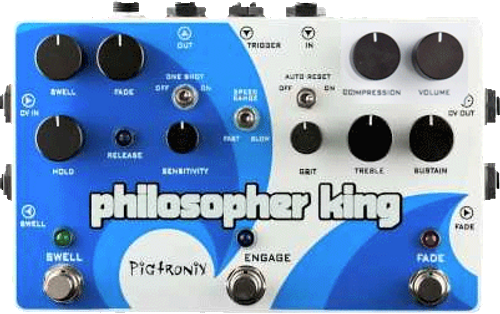 OUT
TRIGGER
IN
SWELL
FADE
ONE SHOT
OFF
ON
SPEED
RANGE
FAST
SLOW
AUTO-RESET
OFF
ON
COMPRESSION
VOLUME
CV IN
CV OUT
HOLD
RELEASE
SENSITIVITY
GRIT
TREBLE
SUSTAIN
philosopher king
SWELL
FADE
SWELL
Pigtronix
ENGAGE
FADE